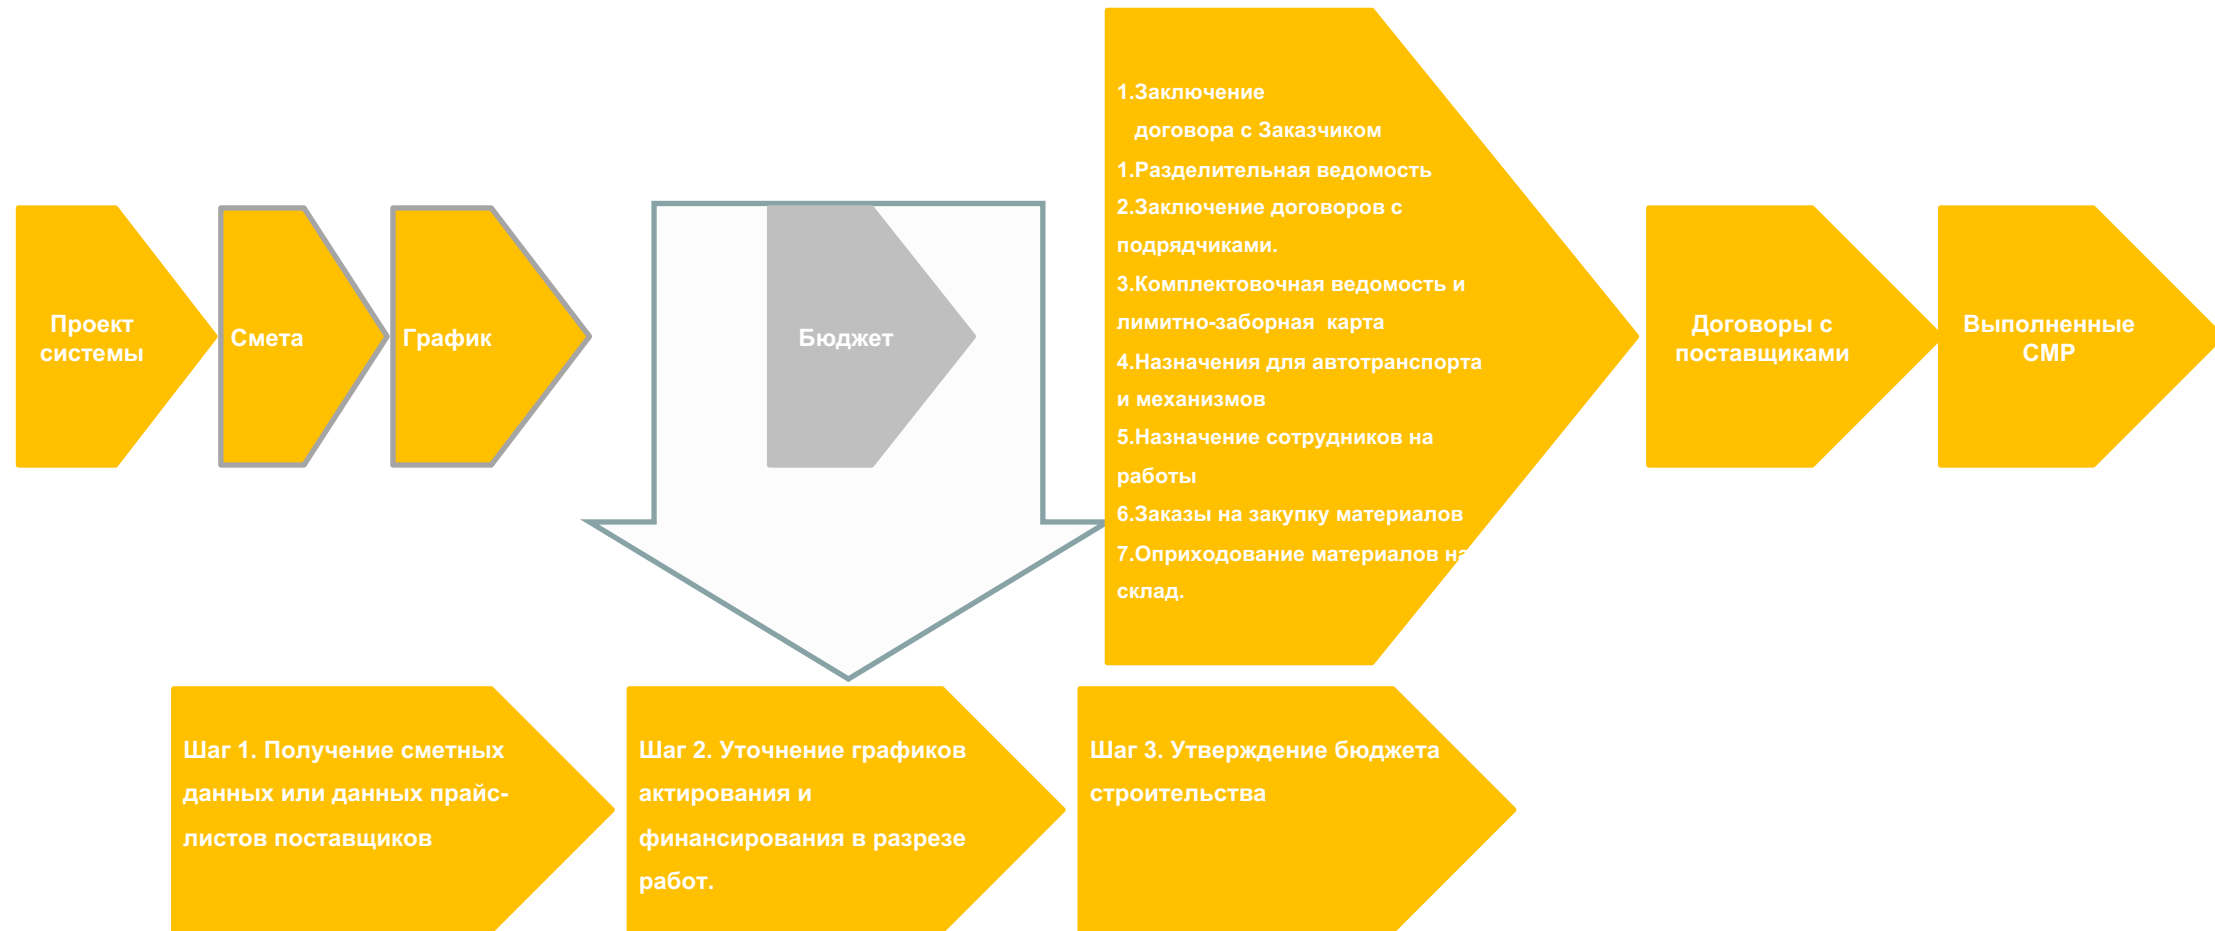 Проект
системы
Смета
График
Бюджет
1.Заключение
договора с Заказчиком
1.Разделительная ведомость
2.Заключение договоров с
подрядчиками.
3.Комплектовочная ведомость и
лимитно-заборная карта
4.Назначения для автотранспорта
и механизмов
5.Назначение сотрудников на
работы
6.Заказы на закупку материалов
7.Оприходование материалов на
склад.
Договоры с
поставщиками
Выполненные
СМР
Шаг 1. Получение сметных
данных или данных прайс-
листов поставщиков
Шаг 2. Уточнение графиков
актирования и
финансирования в разрезе
работ.
Шаг 3. Утверждение бюджета
строительства